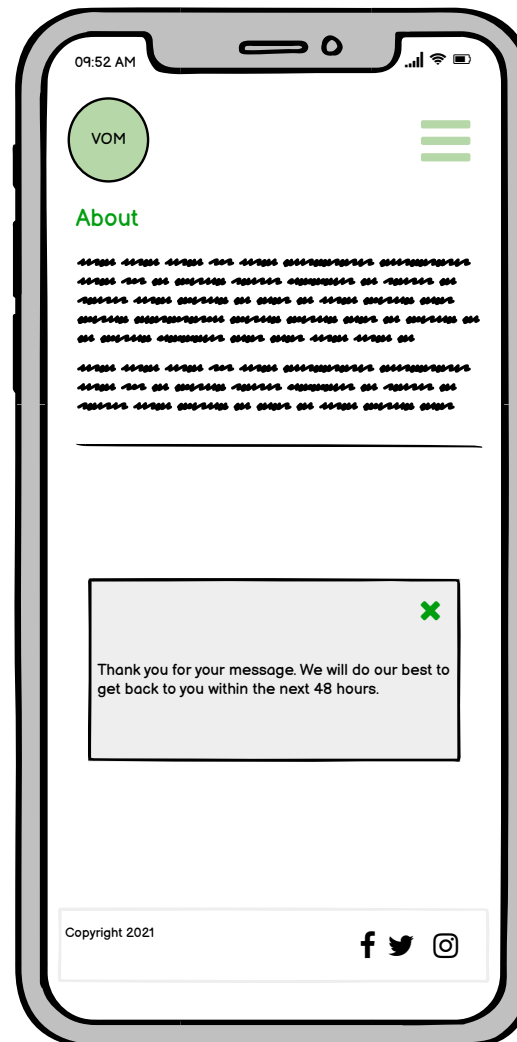 09:52 AM
VOM
About
Thank you for your message. We will do our best to
get back to you within the next 48 hours.
Copyright 2021